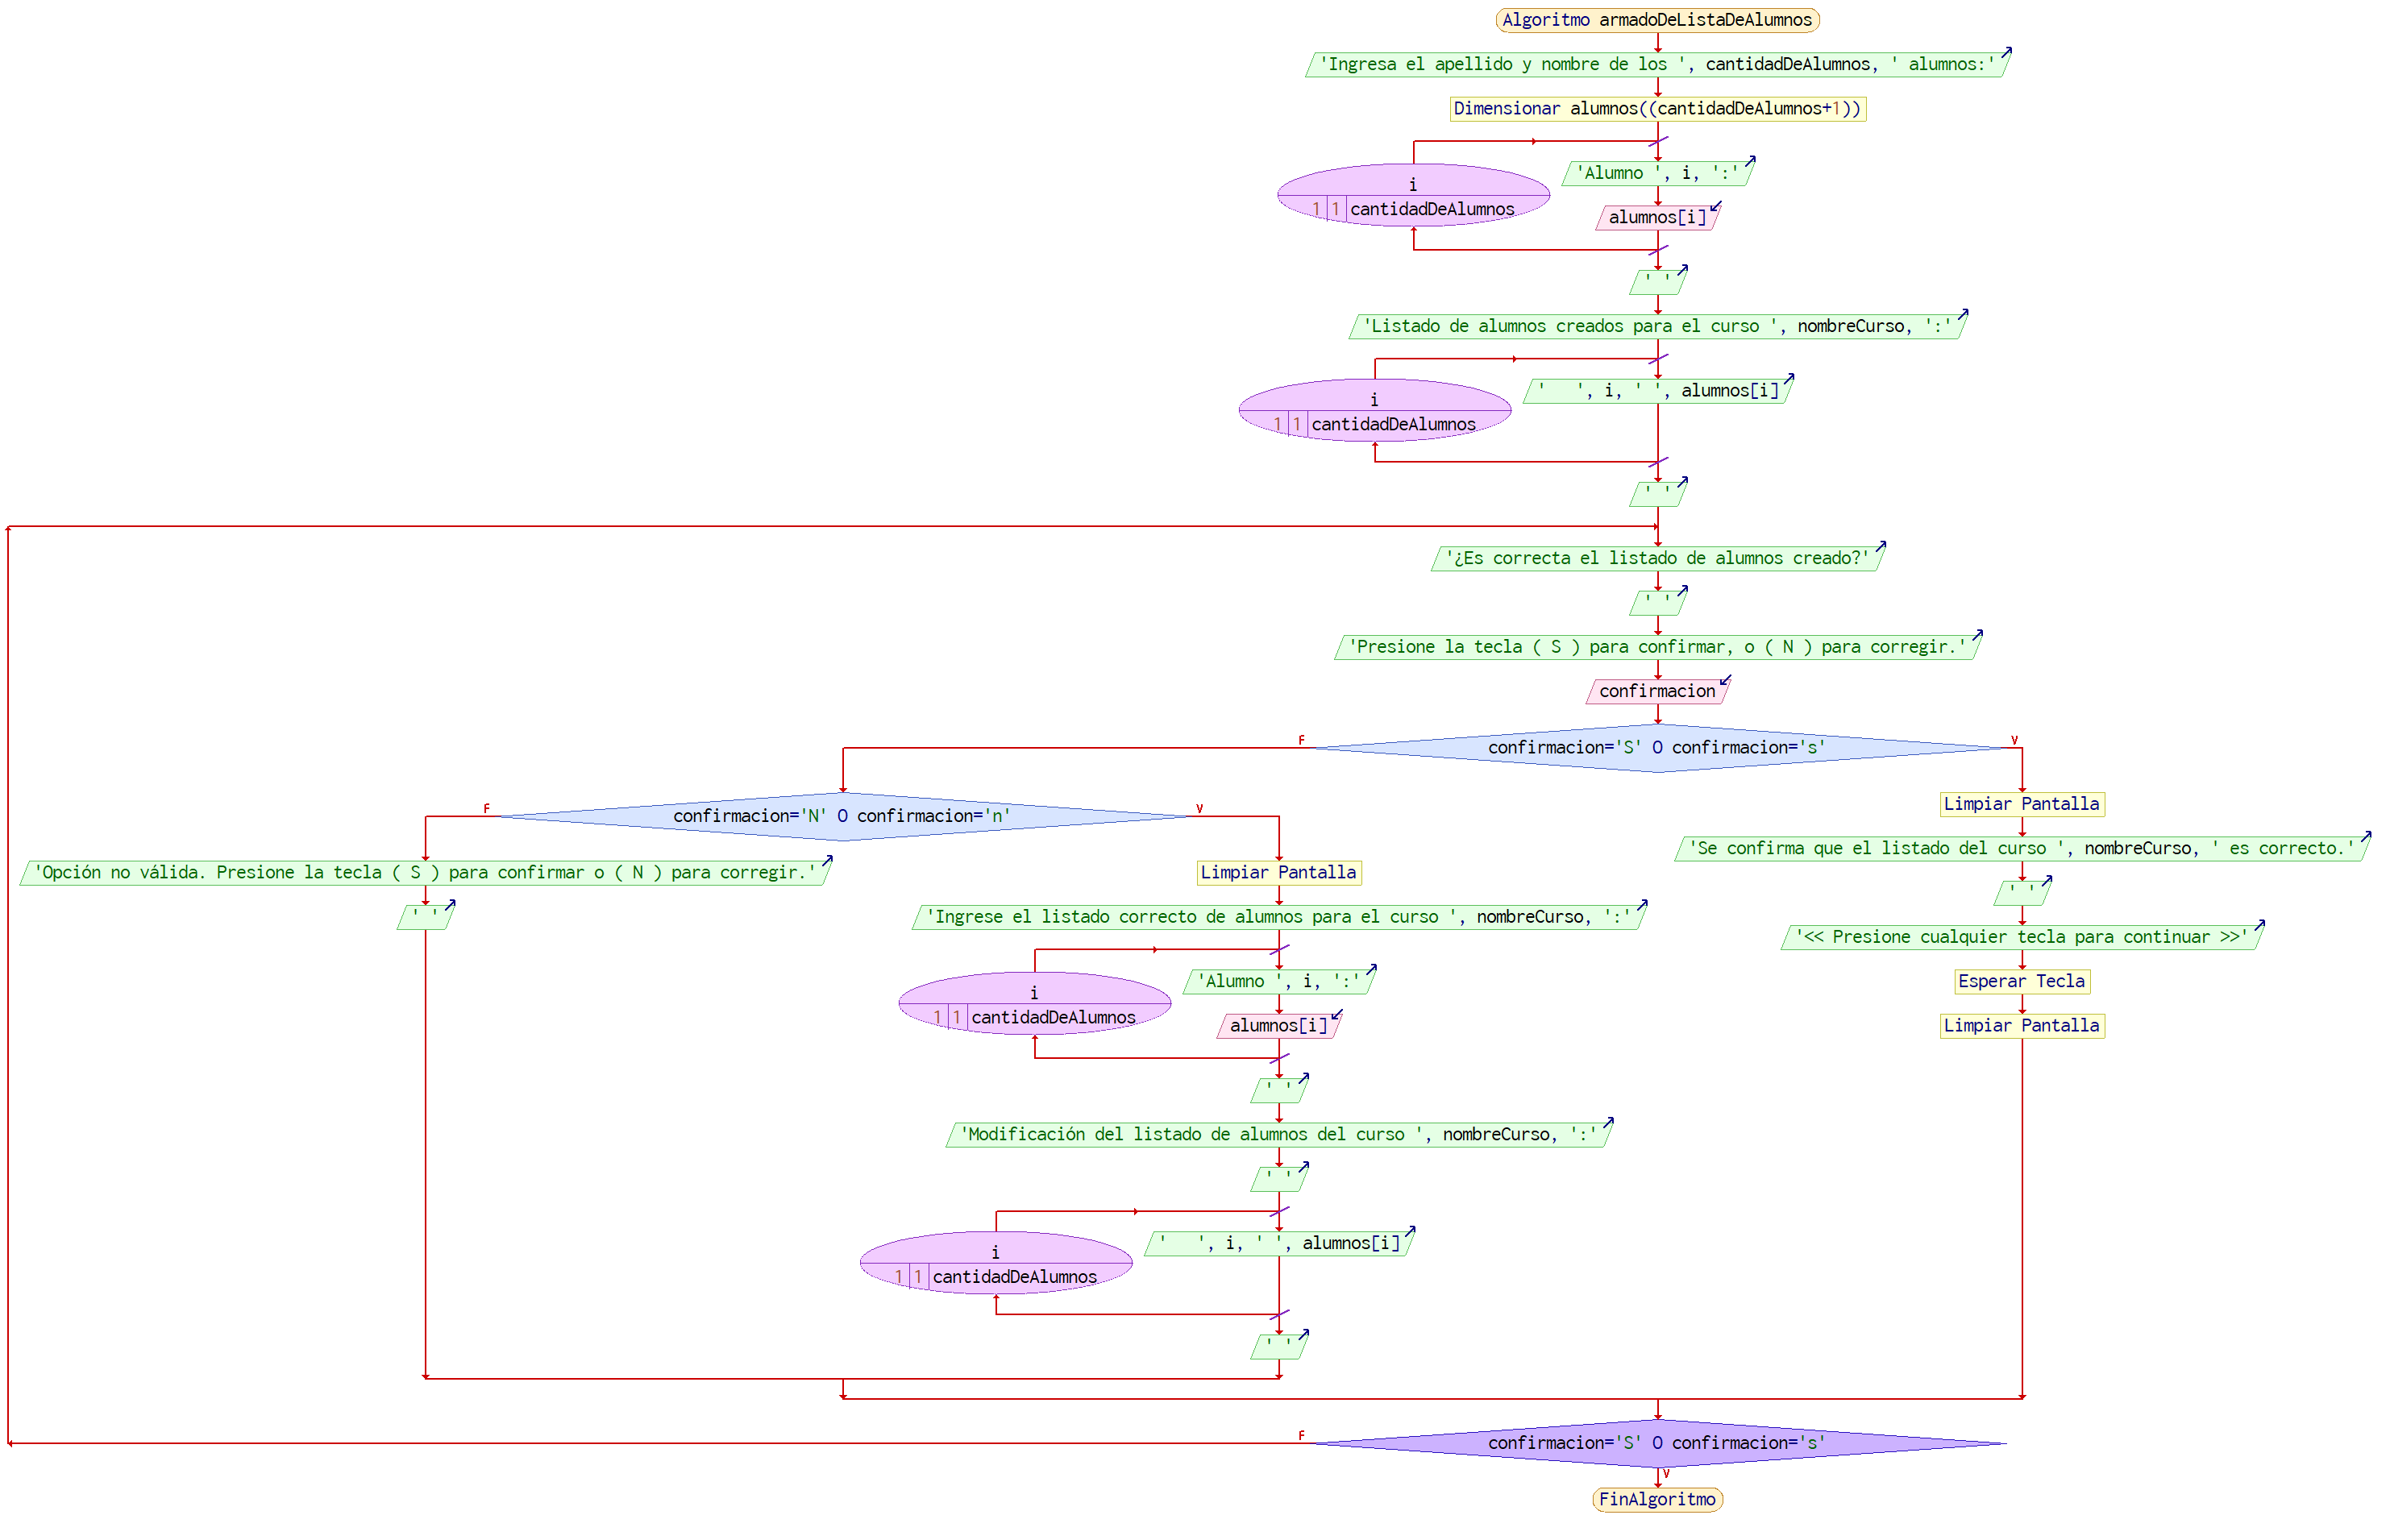 Algoritmo armadoDeListaDeAlumnos
'Ingresa el apellido y nombre de los ', cantidadDeAlumnos, ' alumnos:'
Dimensionar alumnos((cantidadDeAlumnos+1))
i
1 1 cantidadDeAlumnos
'Alumno ', i, ':'
alumnos[i]
' '
'Listado de alumnos creados para el curso ', nombreCurso, ':'
i
1 1 cantidadDeAlumnos
'   ', i, ' ', alumnos[i]
' '
'¿Es correcta el listado de alumnos creado?'
' '
'Presione la tecla ( S ) para confirmar, o ( N ) para corregir.'
confirmacion
F
confirmacion='S' O confirmacion='s'
V
F
confirmacion='N' O confirmacion='n'
V
'Opción no válida. Presione la tecla ( S ) para confirmar o ( N ) para corregir.'
' '
Limpiar Pantalla
'Ingrese el listado correcto de alumnos para el curso ', nombreCurso, ':'
i
1 1 cantidadDeAlumnos
'Alumno ', i, ':'
alumnos[i]
' '
'Modificación del listado de alumnos del curso ', nombreCurso, ':'
' '
i
1 1 cantidadDeAlumnos
'   ', i, ' ', alumnos[i]
' '
Limpiar Pantalla
'Se confirma que el listado del curso ', nombreCurso, ' es correcto.'
' '
'<< Presione cualquier tecla para continuar >>'
Esperar Tecla
Limpiar Pantalla
F
confirmacion='S' O confirmacion='s'
V
FinAlgoritmo